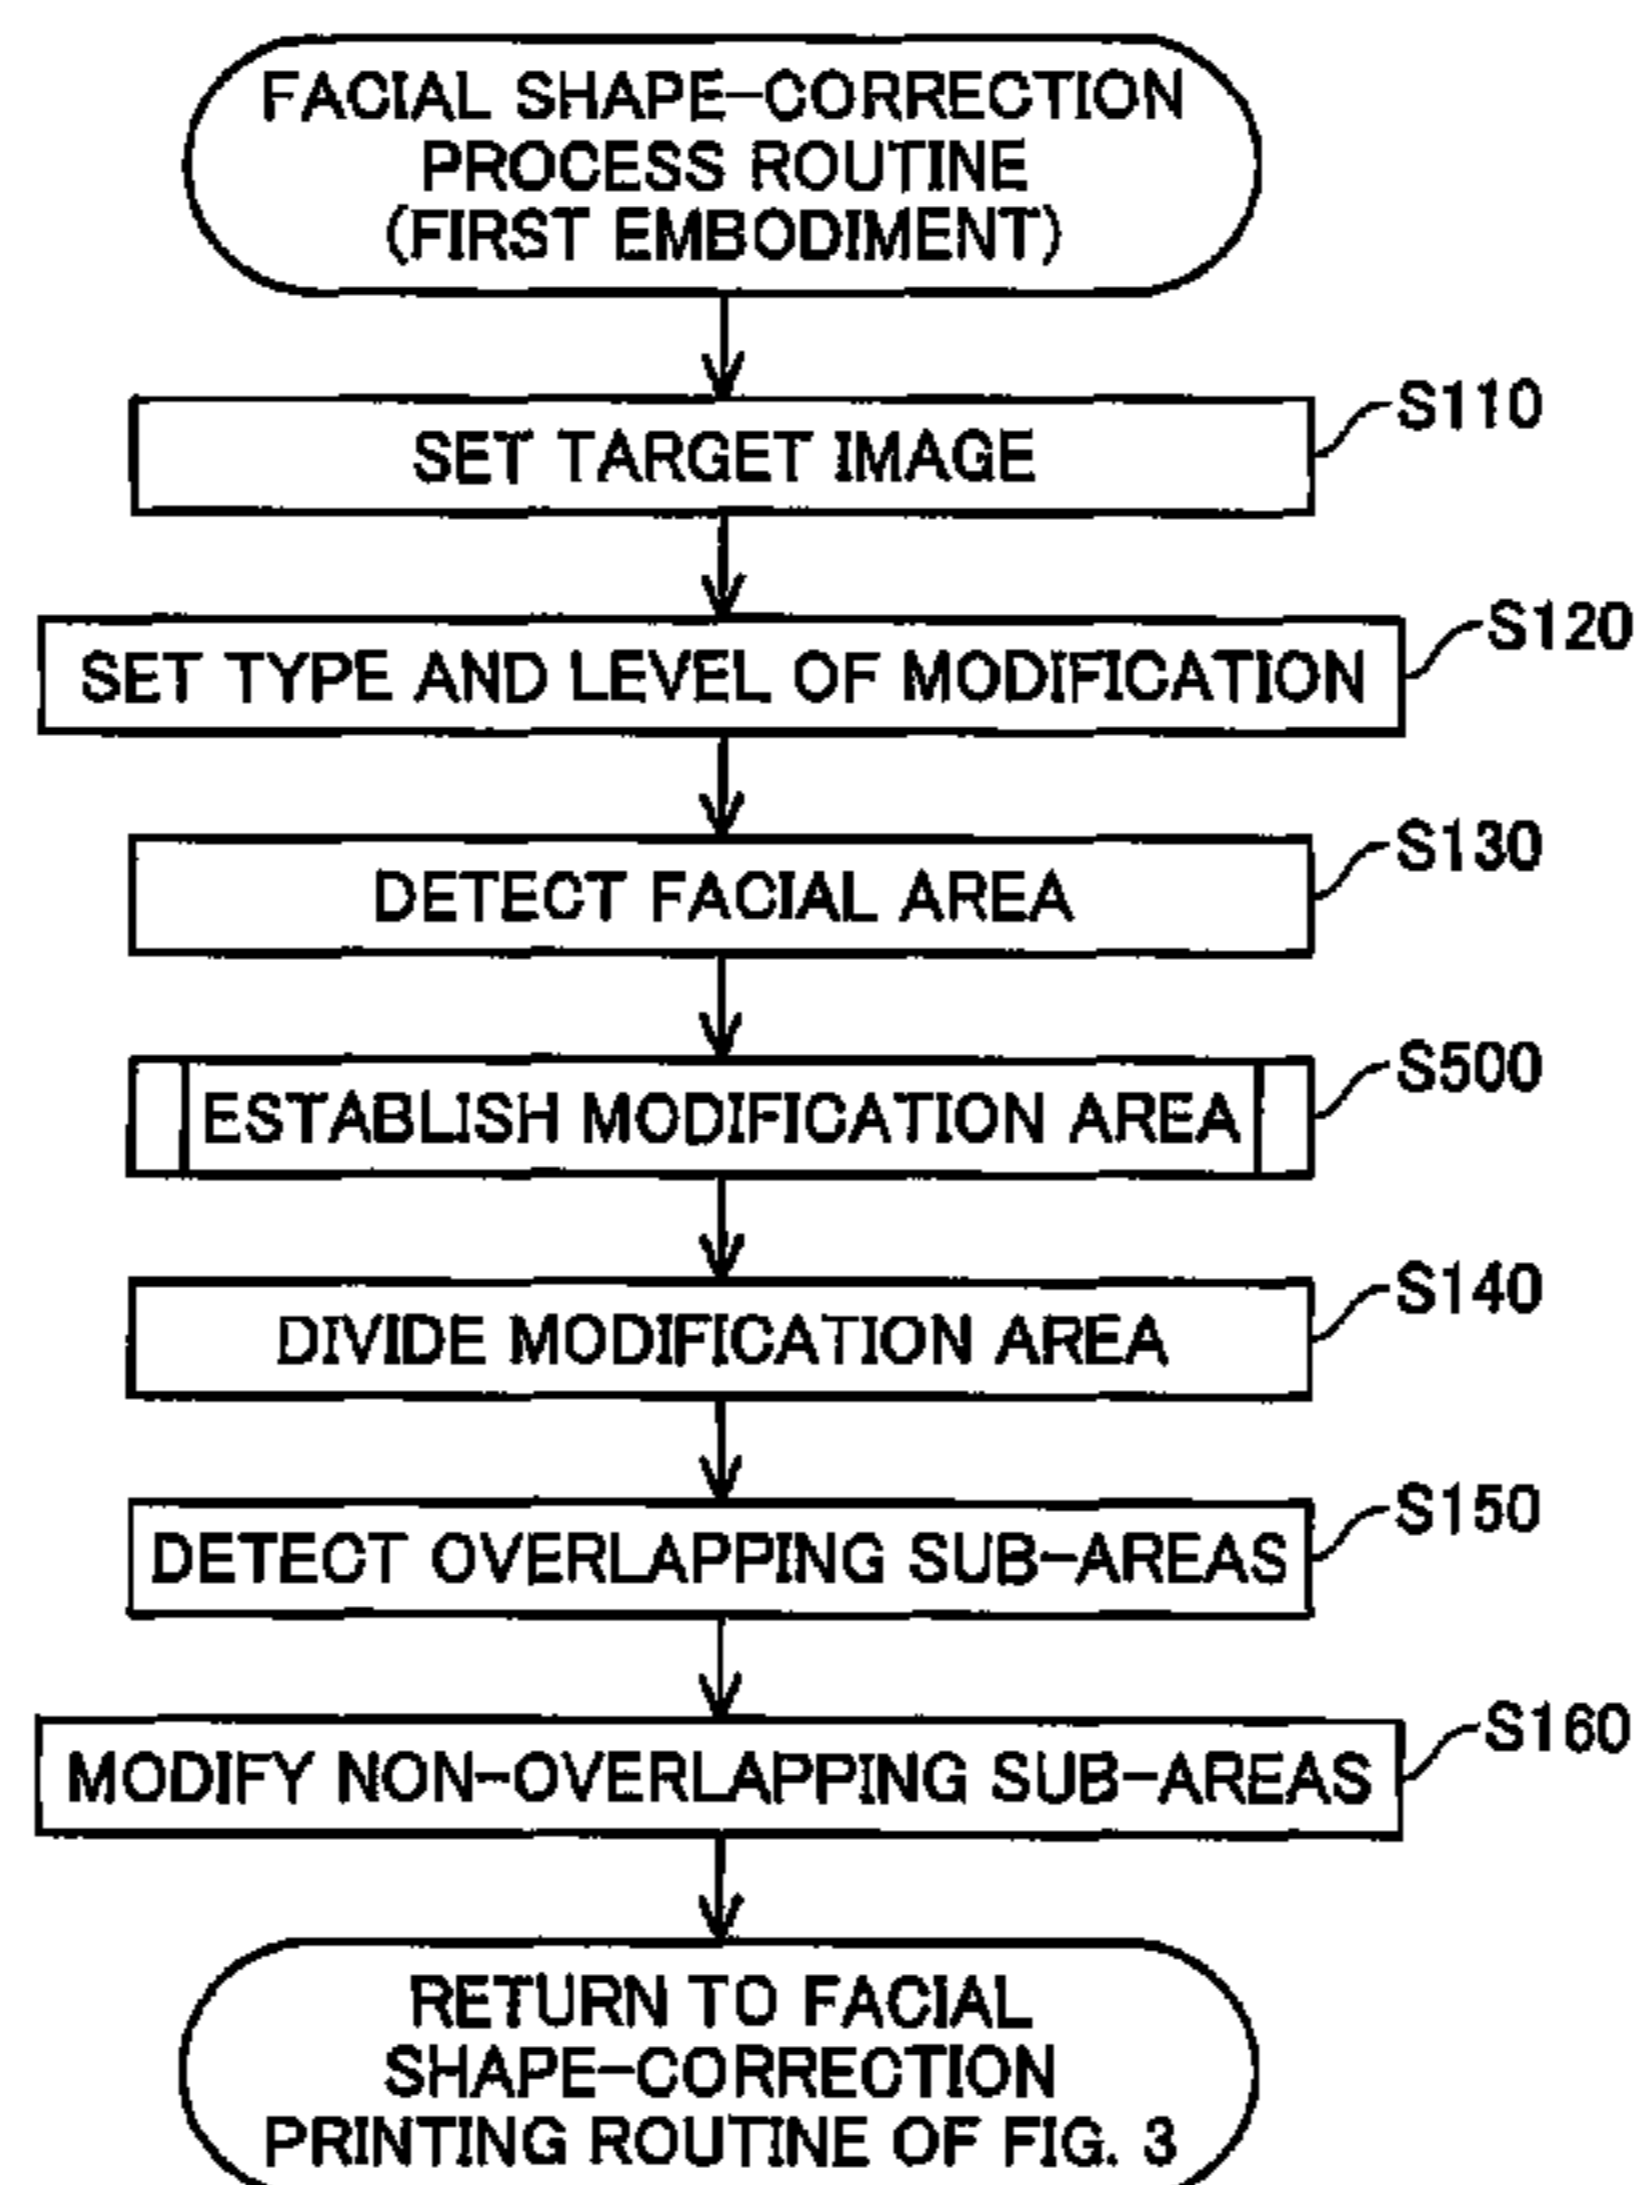 FACIAL SHAPE-CORRECTION
PROCESS ROUTINE
(FIRST EMBODIMENT)
S110
SET TARGET IMAGE
S120
SET TYPE AND LEVEL OF MODIFICATION
S130
DETECT FACIAL AREA
S500
ESTABLISH MODIFICATION AREA
S140
DIVIDE MODIFICATION AREA
S150
DETECT OVERLAPPING SUB-AREAS
S160
MODIFY NON-OVERLAPPING SUB-AREAS
RETURN TO FACIAL
SHAPE-CORRECTION
PRINTING ROUTINE OF FIG. 3